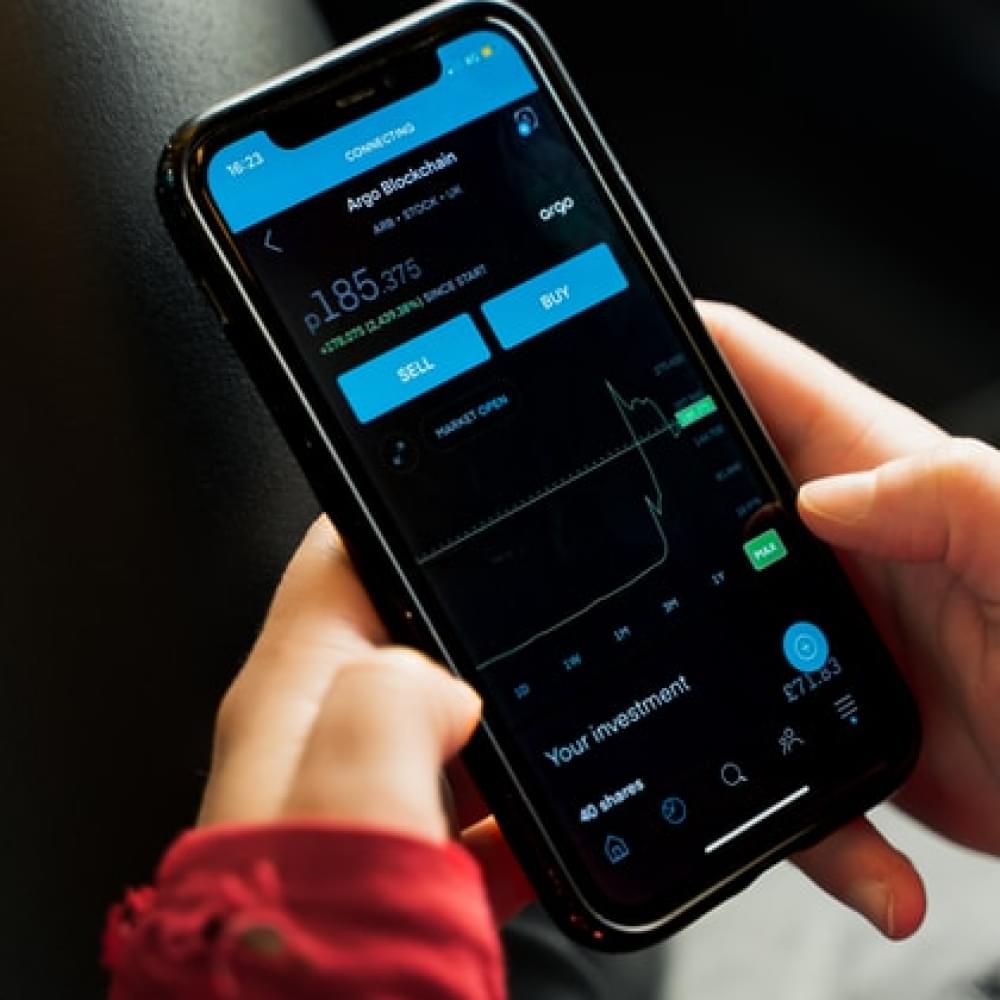 16:23
CONNECTING
Argo Blockchain
ARB • STOCK • UK
argo
p185.375
SINCE START
SELL
BUY
MARKET OPEN
1D
1W
1M
3M
1Y
MAX
Your investment
£71.83
40 shares